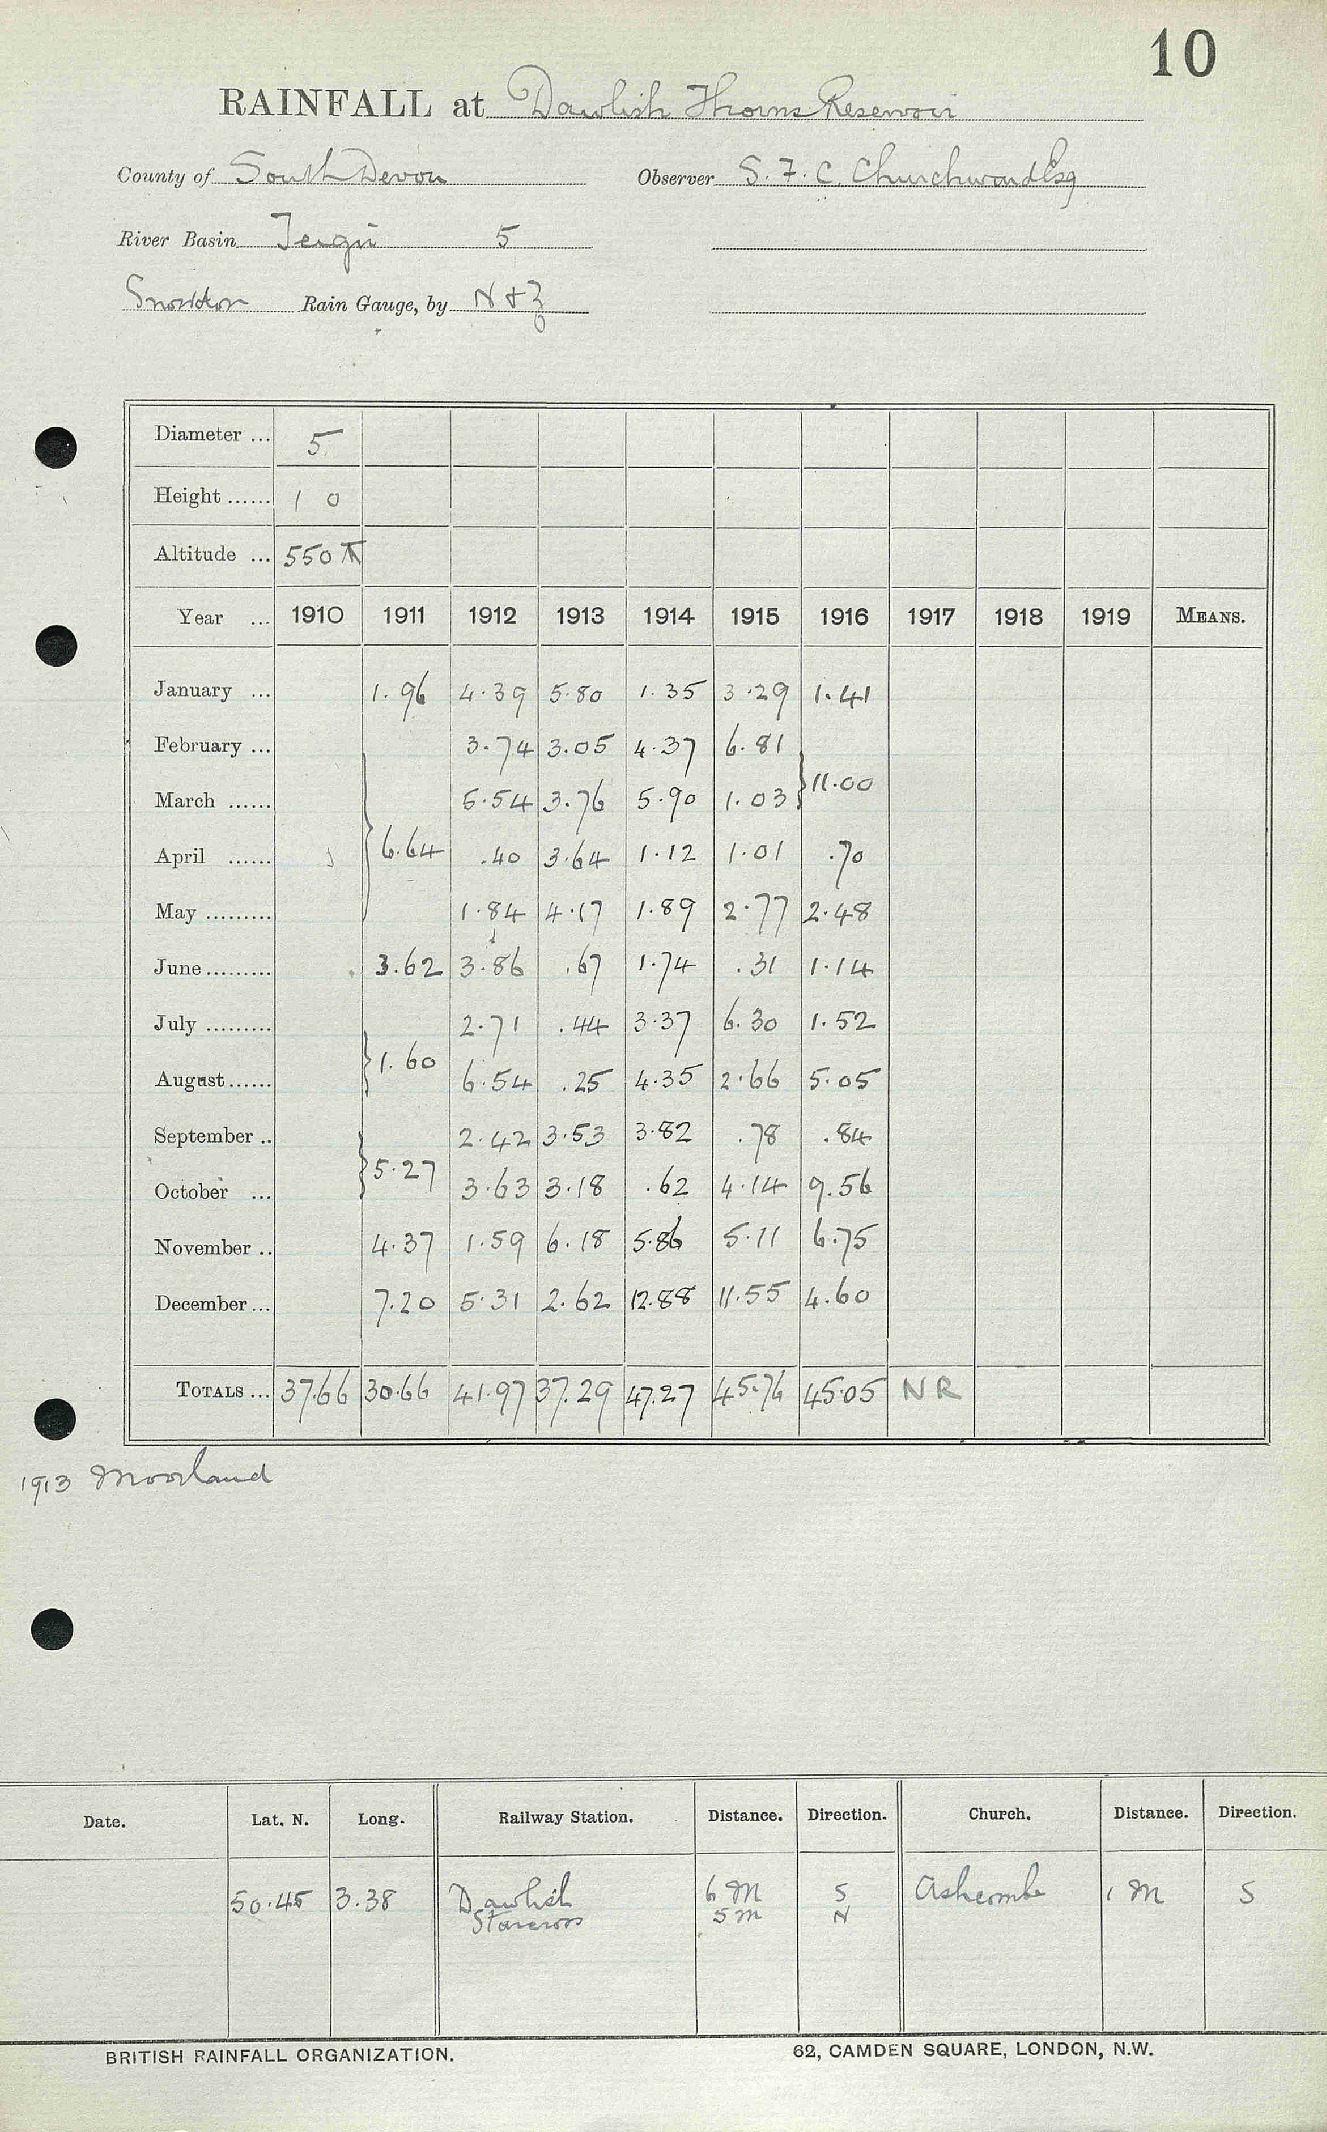 10
RAINFALL at Dawlish Thorns Reservoir
County of South Devon Observer S. F. C. Churchward Esq
River Basin Teign 5
Snowdon Rain Gauge, by N & Z
Diameter ... 5
Height ...... 1 0
Altitude ... 550
Year ... 1910 1911 1912 1913 1914 1915 1916 1917 1918 1919 MEANS.
January ... 1.96 4.39 5.80 1.35 3.29 1.41
February ... 3.74 3.05 4.37 6.81
} 11.00
March ...... 5.54 3.76 5.90 1.03
April ...... } 6.64 .40 3.64 1.12 1.01 .70
May ......... 1.84 4.17 1.89 2.77 2.48
June ......... 3.62 3.86 .67 1.74 .31 1.14
July ......... 2.71 .44 3.37 6.30 1.52
} 1.60
August ...... 6.54 .25 4.35 2.66 5.05
September .. 2.42 3.53 3.82 .78 .84
} 5.27
October ... 3.63 3.18 .62 4.14 9.56
November .. 4.37 1.59 6.18 5.86 5.11 6.75
December ... 7.20 5.31 2.62 12.88 11.55 4.60
TOTALS ... 37.66 30.66 41.97 37.29 47.27 45.76 45.05 NR
1913 Moorland
Date. Lat. N. Long. Railway Station. Distance. Direction. Church. Distance. Direction.
50.45 3.38 Dawlish 6 M S Ashcombe 1 M S
Starcross 5 m N
BRITISH RAINFALL ORGANIZATION. 62, CAMDEN SQUARE, LONDON, N.W.